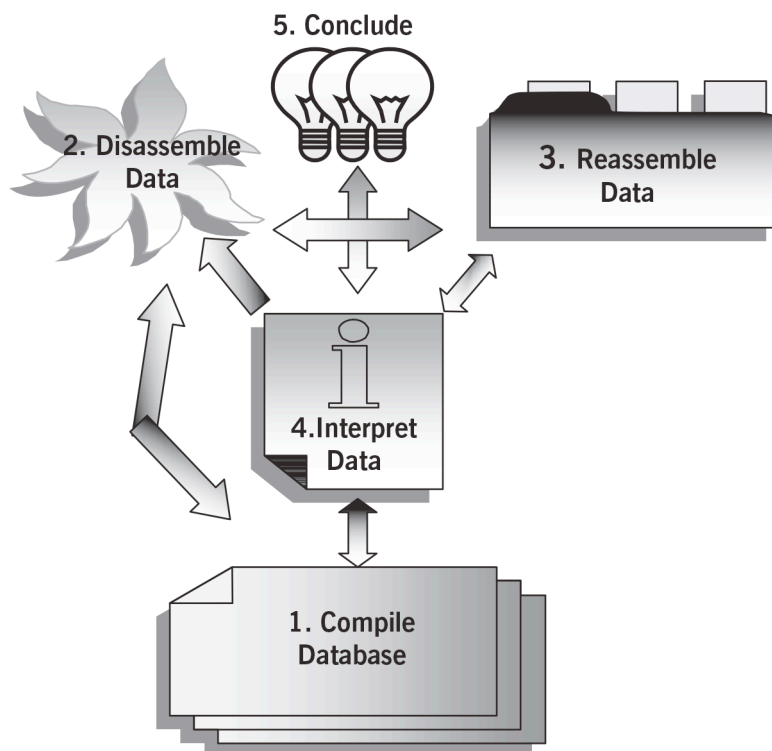 5. Conclude
2. Disassemble
Data
3. Reassemble
Data
i
4.Interpret
Data
1. Compile
Database